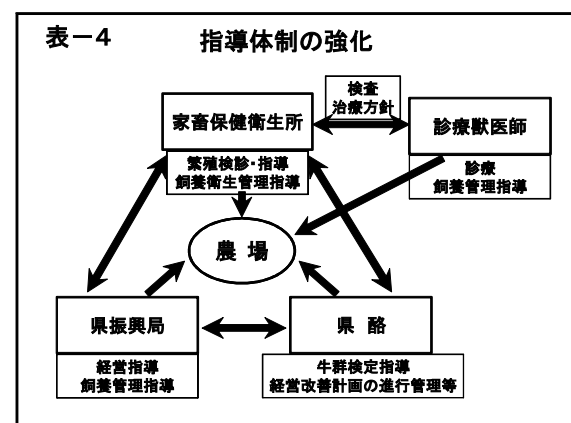 表－4 指導体制の強化
検査
治療方針
家畜保健衛生所
診療獣医師
繁殖検診・指導
飼養衛生管理指導
診療
飼養管理指導
農 場
県振興局
県 酪
経営指導
飼養管理指導
牛群検定指導
経営改善計画の進行管理等